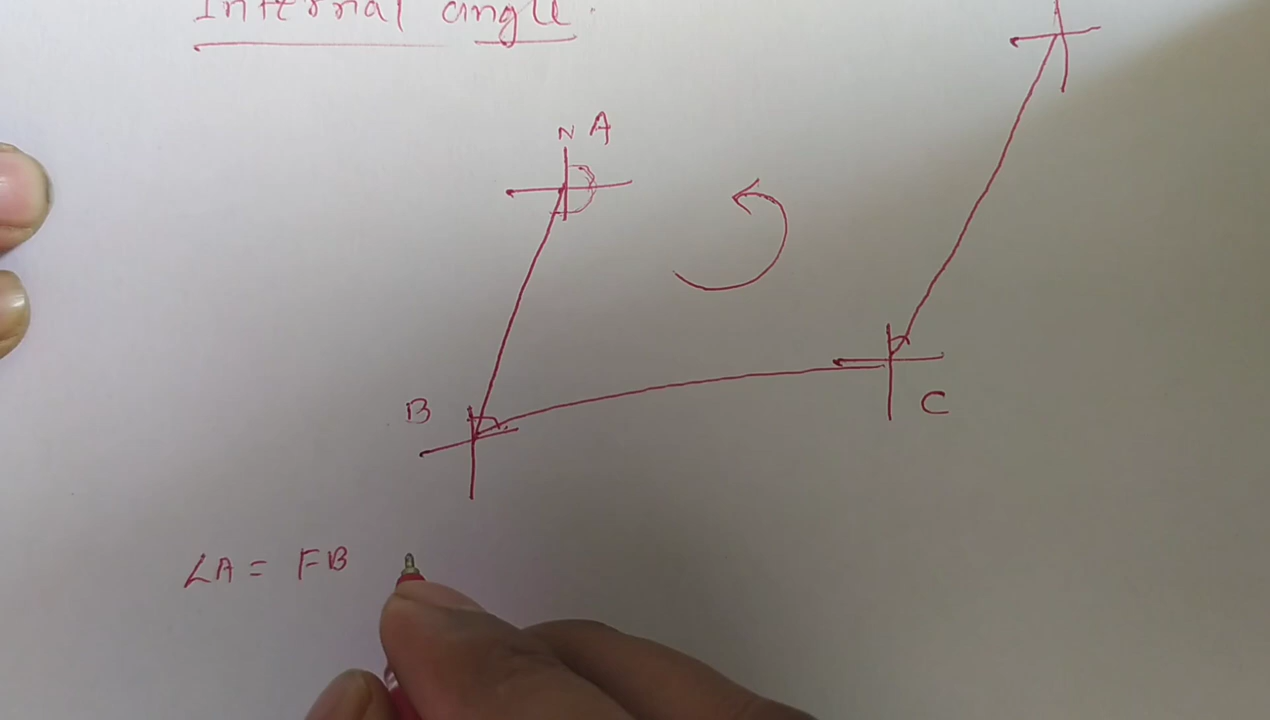 Internal angle.
N A
B
C
∠A = FB